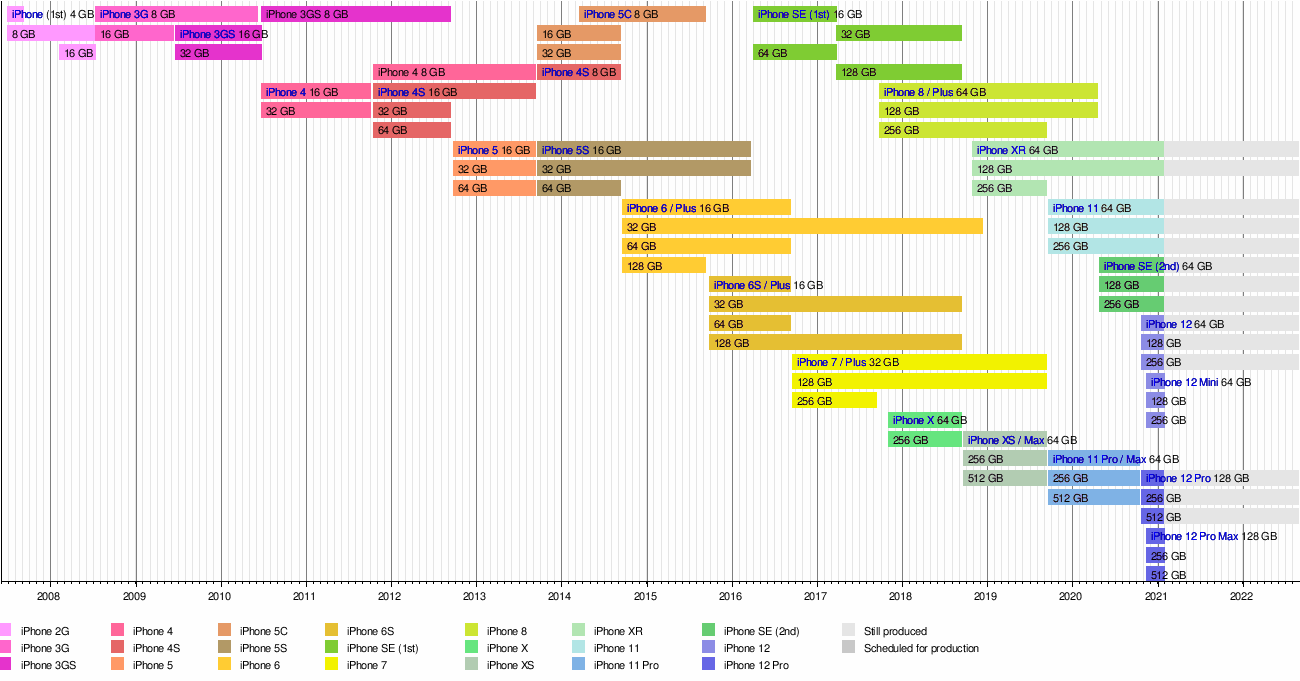 iPhone (1st) 4 GB iPhone 3G 8 GB iPhone 3GS 8 GB iPhone 5C 8 GB iPhone SE (1st) 16 GB
8 GB 16 GB iPhone 3GS 16 GB 16 GB 32 GB
16 GB 32 GB 32 GB 64 GB
iPhone 4 8 GB iPhone 4S 8 GB 128 GB
iPhone 4 16 GB iPhone 4S 16 GB iPhone 8 / Plus 64 GB
32 GB 32 GB 128 GB
64 GB 256 GB
iPhone 5 16 GB iPhone 5S 16 GB iPhone XR 64 GB
32 GB 32 GB 128 GB
64 GB 64 GB 256 GB
iPhone 6 / Plus 16 GB iPhone 11 64 GB
32 GB 128 GB
64 GB 256 GB
128 GB iPhone SE (2nd) 64 GB
iPhone 6S / Plus 16 GB 128 GB
32 GB 256 GB
64 GB iPhone 12 64 GB
128 GB 128 GB
iPhone 7 / Plus 32 GB 256 GB
128 GB iPhone 12 Mini 64 GB
256 GB 128 GB
iPhone X 64 GB 256 GB
256 GB iPhone XS / Max 64 GB
256 GB iPhone 11 Pro / Max 64 GB
512 GB 256 GB iPhone 12 Pro 128 GB
512 GB 256 GB
512 GB
iPhone 12 Pro Max 128 GB
256 GB
512 GB
2008 2009 2010 2011 2012 2013 2014 2015 2016 2017 2018 2019 2020 2021 2022
iPhone 2G iPhone 4 iPhone 5C iPhone 6S iPhone 8 iPhone XR iPhone SE (2nd) Still produced
iPhone 3G iPhone 4S iPhone 5S iPhone SE (1st) iPhone X iPhone 11 iPhone 12 Scheduled for production
iPhone 3GS iPhone 5 iPhone 6 iPhone 7 iPhone XS iPhone 11 Pro iPhone 12 Pro